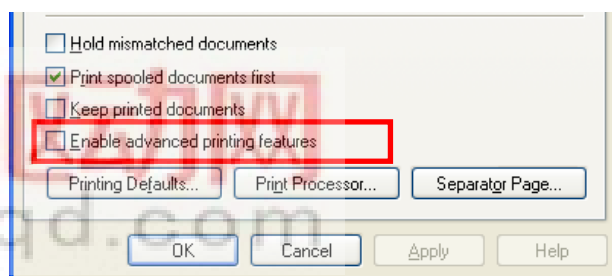 Hold mismatched documents
Print spooled documents first
Keep printed documents
Enable advanced printing features
Printing Defaults... Print Processor... Separator Page...
qd.com
OK Cancel Apply Help